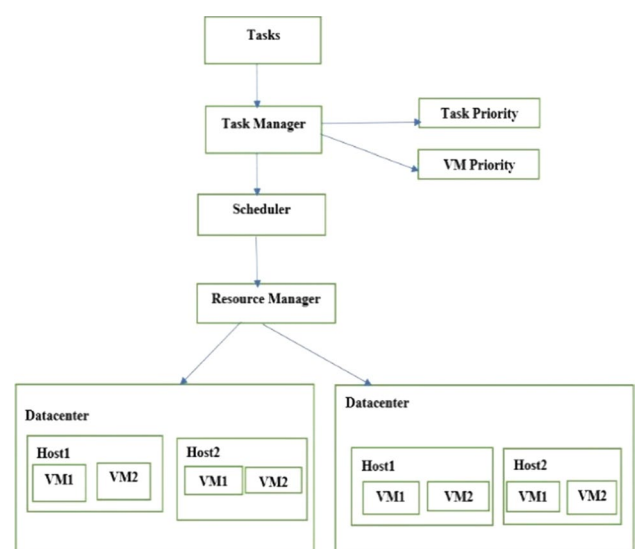 Tasks
Task Manager
Task Priority
VM Priority
Scheduler
Resource Manager
Datacenter
Host1
VM1
VM2
Host2
VM1
VM2
Datacenter
Host1
VM1
VM2
Host2
VM1
VM2